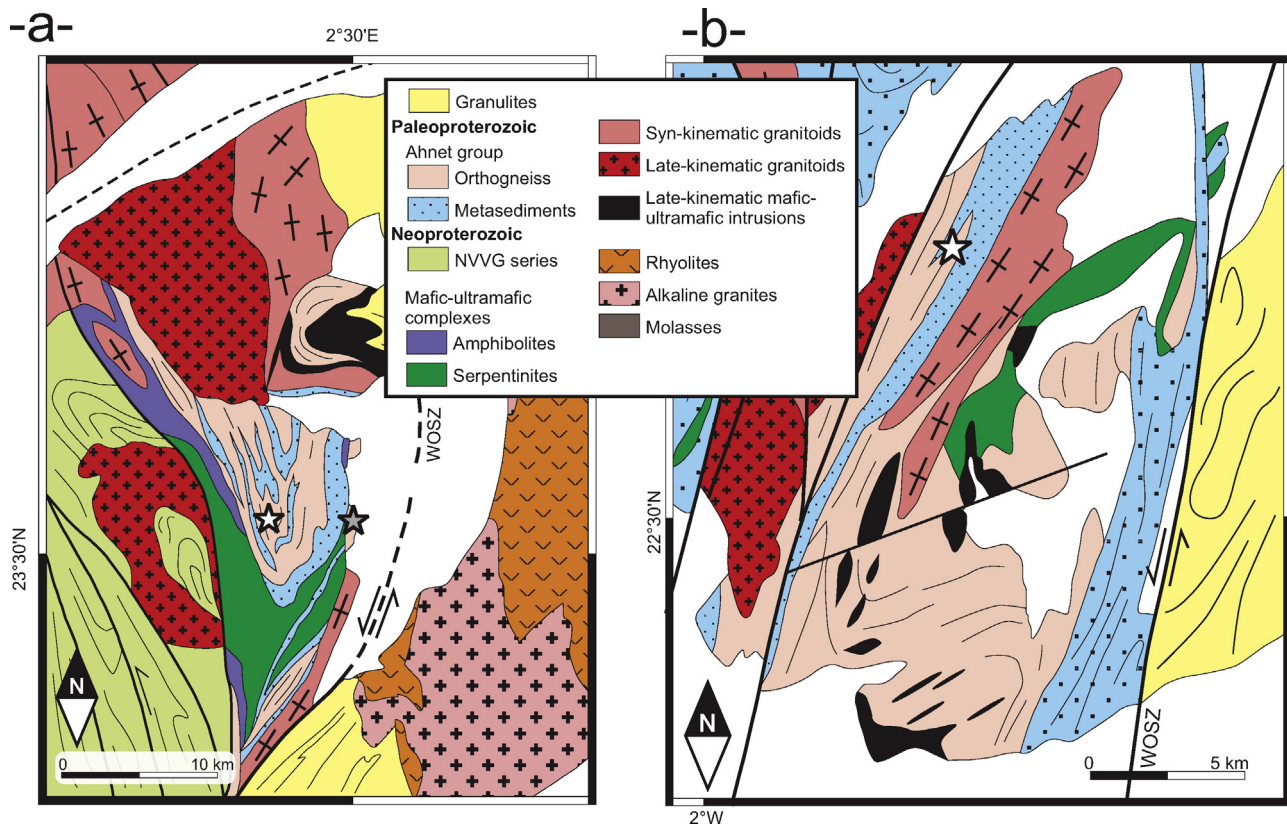 -a-
-b-
2°30'E
Granulites
Paleoproterozoic
Ahnet group
Orthogneiss
Metasediments
Neoproterozoic
NVVG series
Mafic-ultramafic
complexes
Amphibolites
Serpentinites
Syn-kinematic granitoids
Late-kinematic granitoids
Late-kinematic mafic-
ultramafic intrusions
Rhyolites
Alkaline granites
Molasses
WOSZ
23°30'N
N
0 10 km
22°30'N
N
WOSZ
0 5 km
2°W